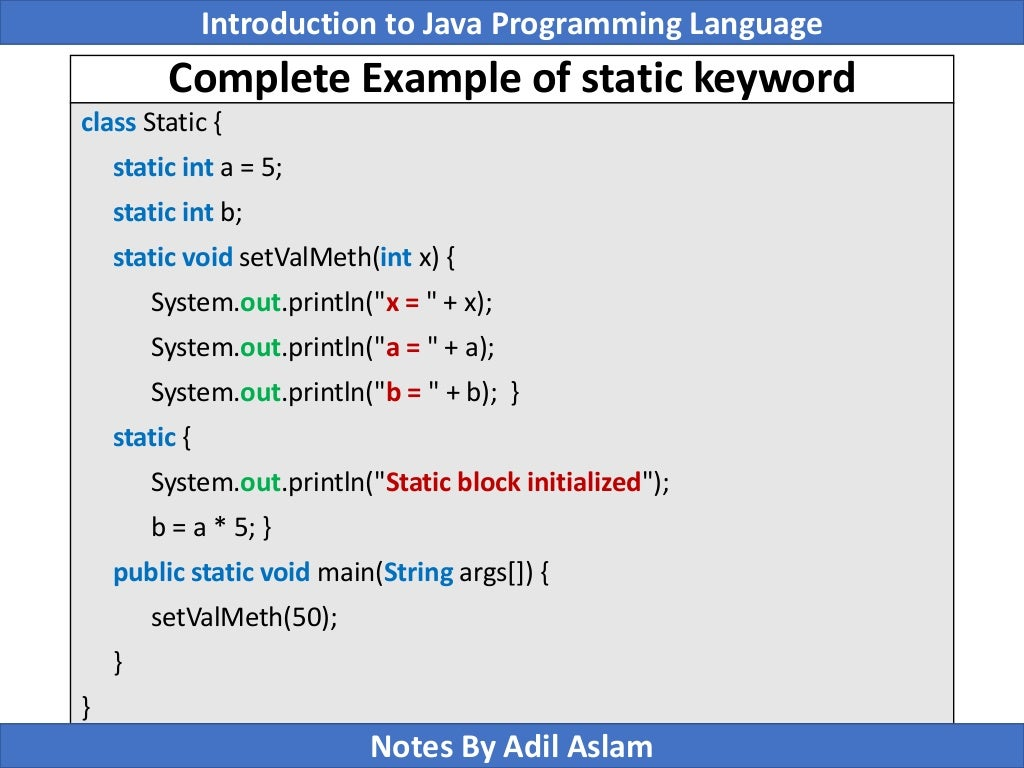 Introduction to Java Programming Language
Complete Example of static keyword
class Static {
static int a = 5;
static int b;
static void setValMeth(int x) {
System.out.println("x = " + x);
System.out.println("a = " + a);
System.out.println("b = " + b);  }
static {
System.out.println("Static block initialized");
b = a * 5; }
public static void main(String args[]) {
setValMeth(50);
}
}
Notes By Adil Aslam